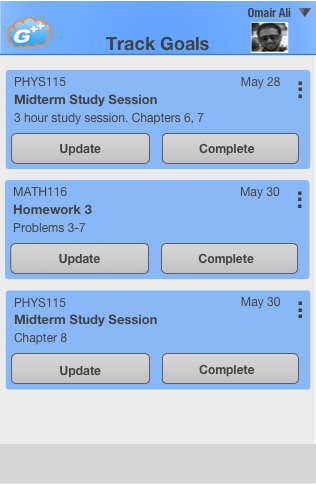 Omair Ali
G++
Track Goals
PHYS115 May 28
Midterm Study Session
3 hour study session. Chapters 6, 7
Update Complete
MATH116 May 30
Homework 3
Problems 3-7
Update Complete
PHYS115 May 30
Midterm Study Session
Chapter 8
Update Complete